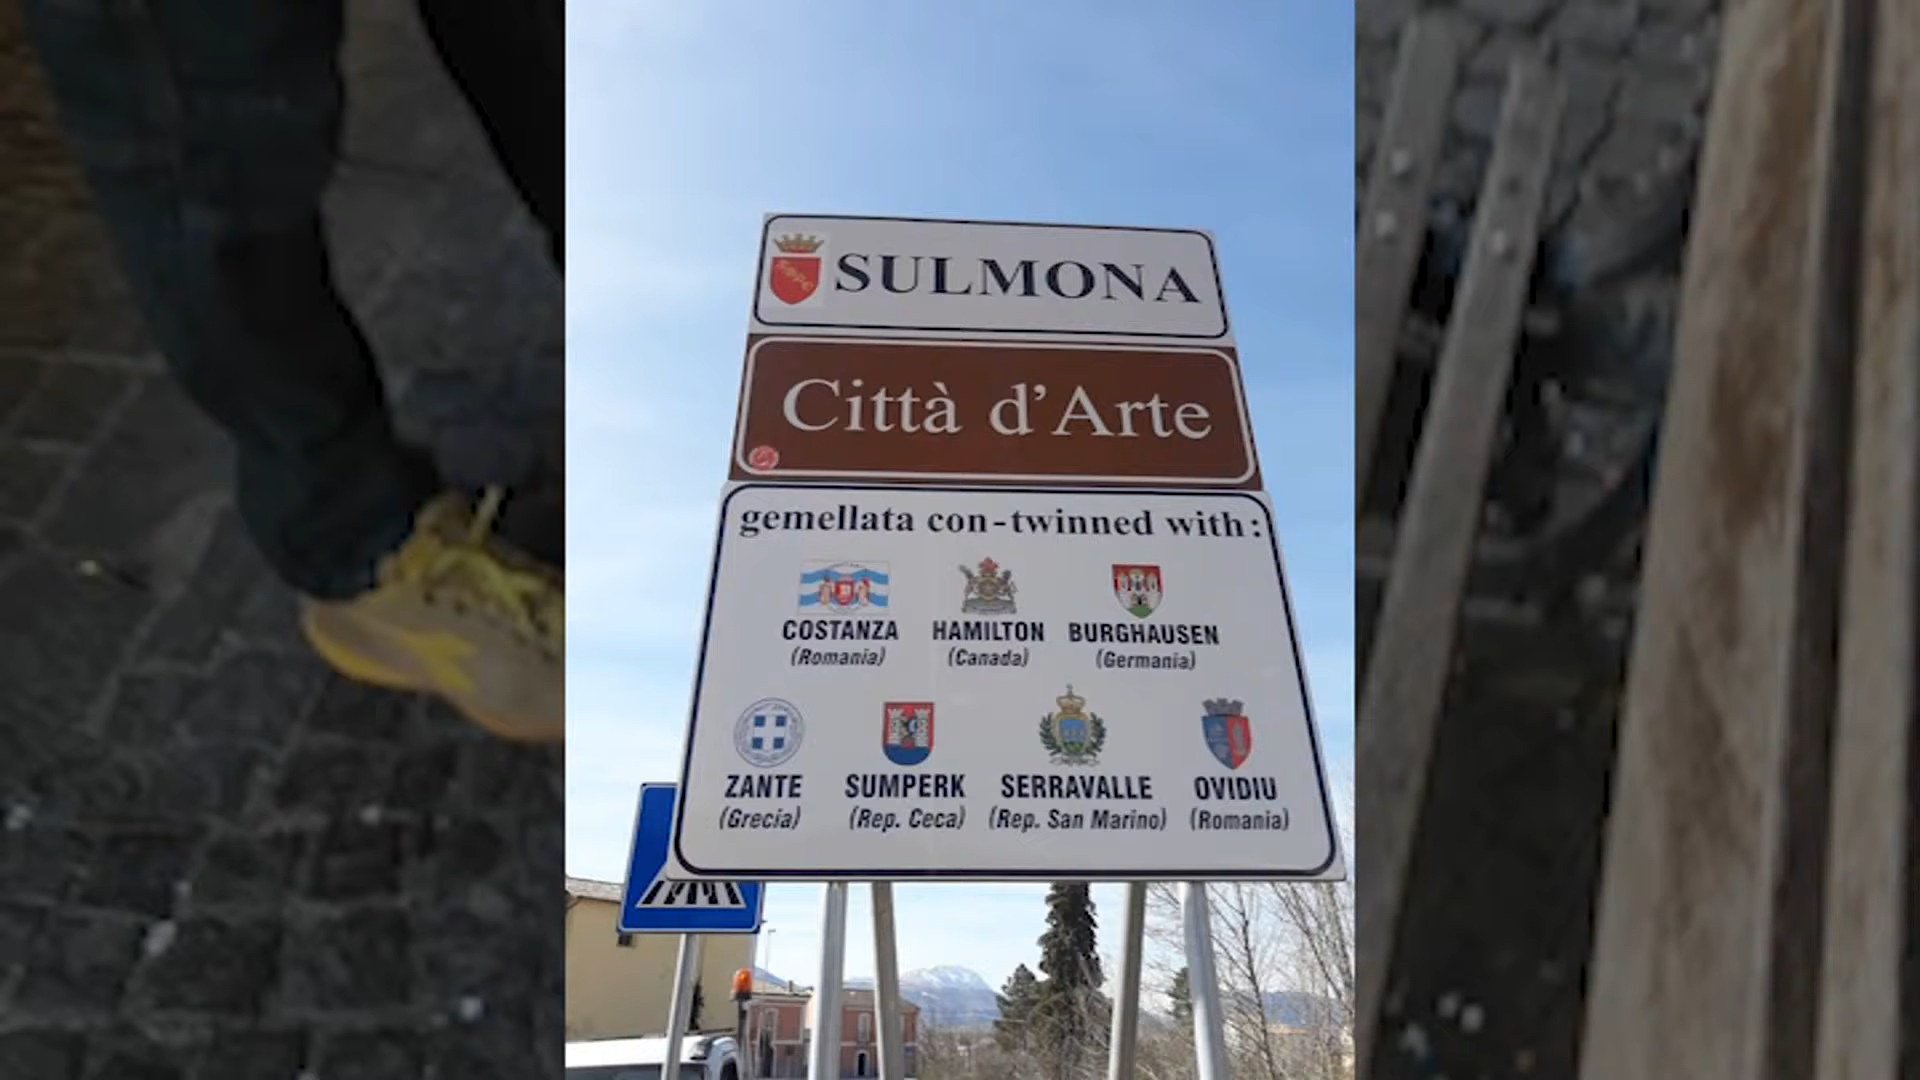 SULMONA
Città d'Arte
gemellata con-twinned with:
COSTANZA HAMILTON BURGHAUSEN
(Romania) (Canada) (Germania)
ZANTE SUMPERK SERRAVALLE OVIDIU
(Grecia) (Rep. Ceca) (Rep. San Marino) (Romania)